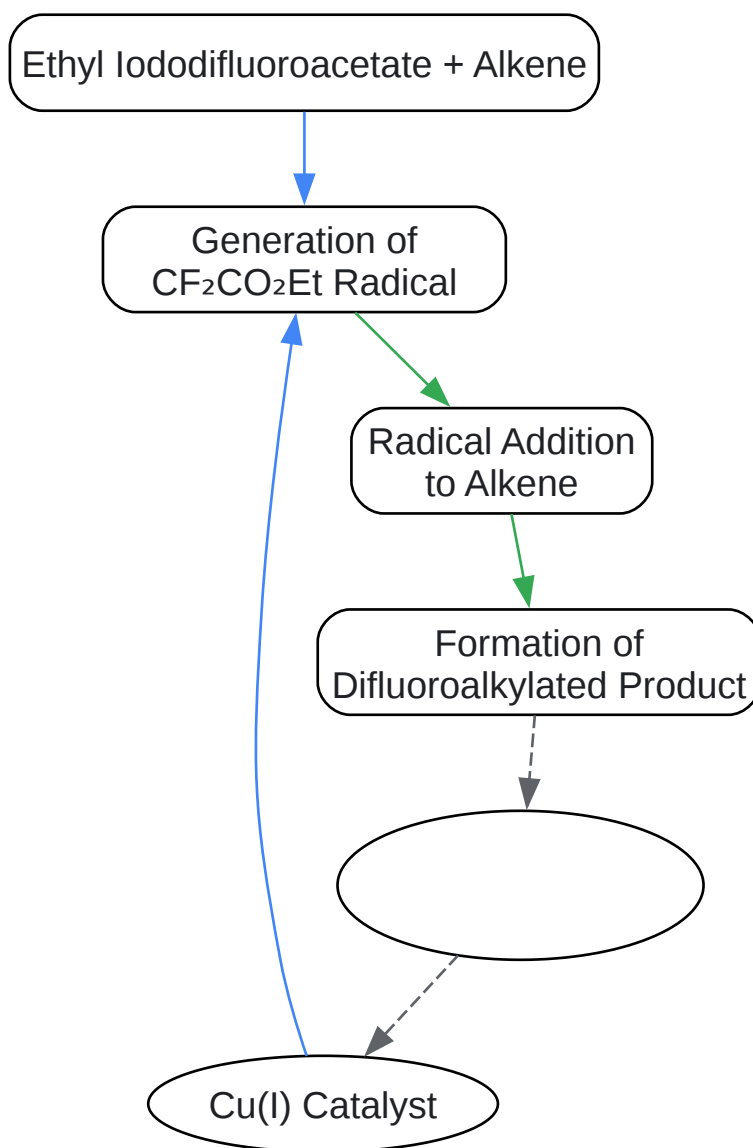 Ethyl Iododifluoroacetate + Alkene
Generation of
CF₂CO₂Et Radical
Radical Addition
to Alkene
Formation of
Difluoroalkylated Product
Cu(I) Catalyst